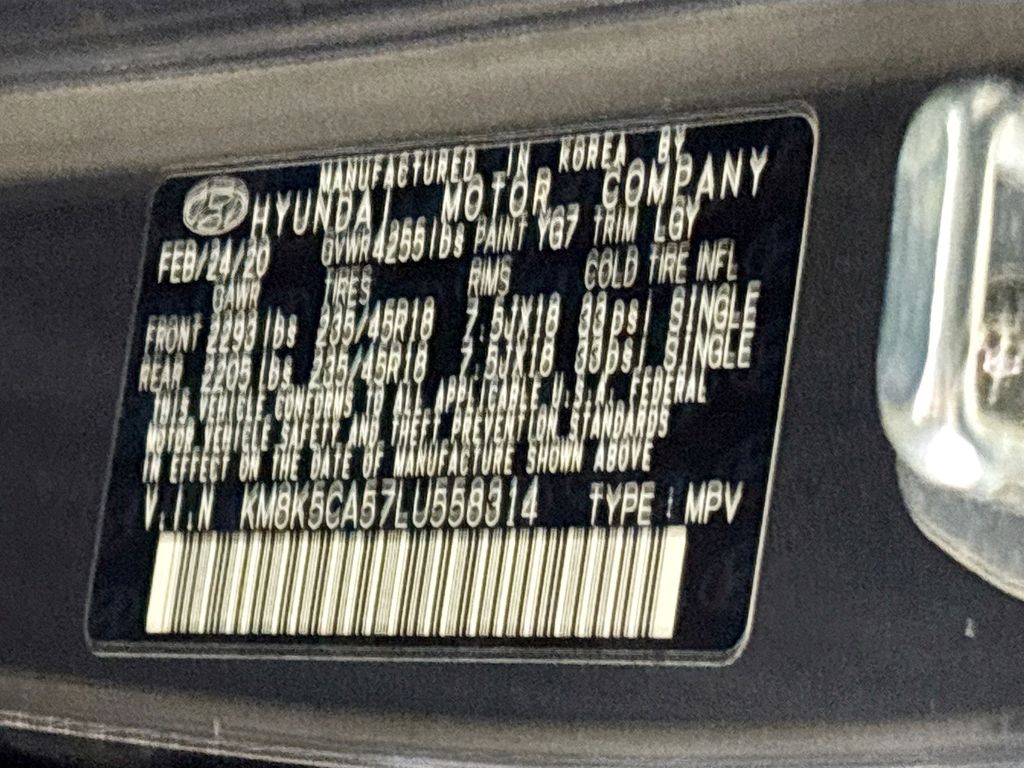 MANUFACTURED IN KOREA BY
HYUNDAI MOTOR COMPANY
FEB/24/20 GVWR4255lbs PAINT YG7 TRIM LGY
GAWR TIRES RIMS COLD TIRE INFL
FRONT 2293 lbs 235/45R18 7.5JX18 33psi SINGLE
REAR 2205 lbs 235/45R18 7.5JX18 33psi SINGLE
THIS VEHICLE CONFORMS TO ALL APPLICABLE U.S.A. FEDERAL
MOTOR VEHICLE SAFETY AND THEFT PREVENTION STANDARDS
IN EFFECT ON THE DATE OF MANUFACTURE SHOWN ABOVE
V.I.N KM8K5CA57LU558314 TYPE : MPV